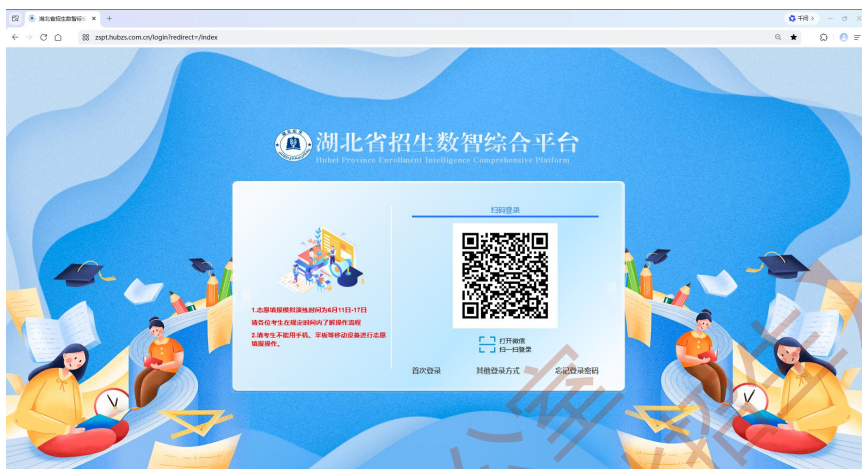 湖北省招生数智综
千问
zspt.hubzs.com.cn/login?redirect=/index
湖北省招生数智综合平台
Hubei Province Enrollment Intelligence Comprehensive Platform
扫码登录
1.志愿填报模拟演练时间为6月11日-17日
请各位考生在规定时间内了解操作流程
2.请考生不能用手机、平板等移动设备进行志愿
填报操作。
打开微信
扫一扫登录
首次登录 其他登录方式 忘记登录密码